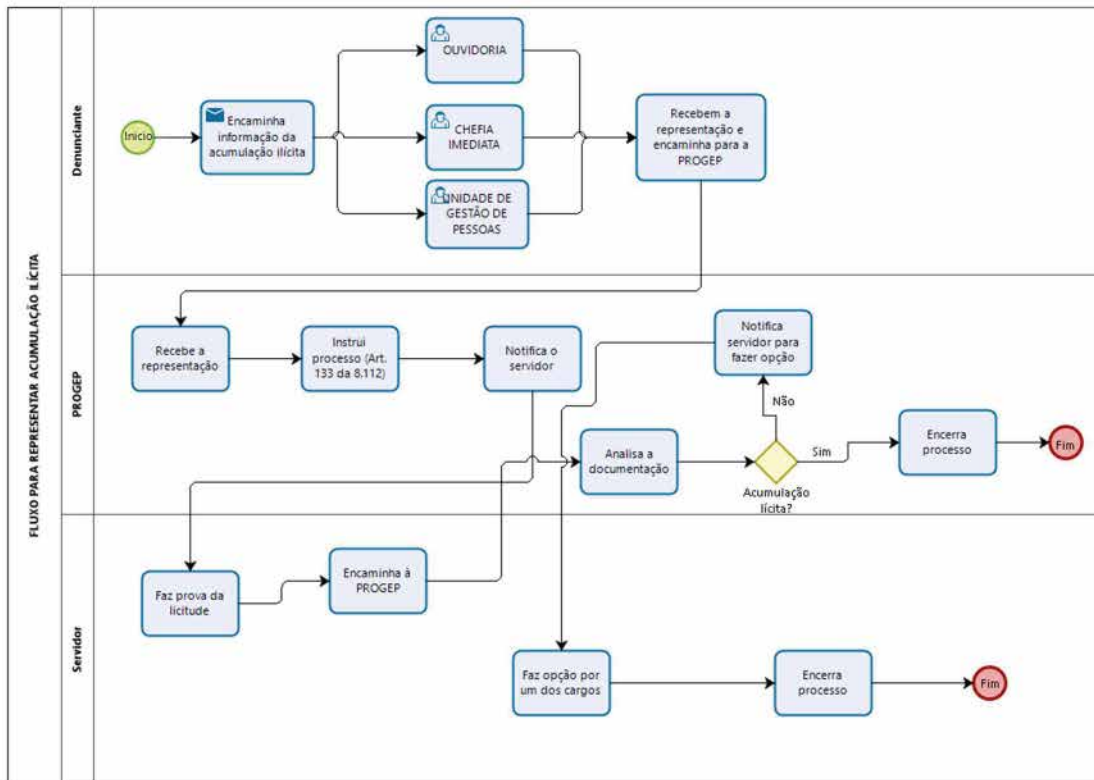 FLUXO PARA REPRESENTAR ACUMULAÇÃO ILÍCITA
Denunciante
Inicio
Encaminha
informação da
acumulação ilícita
OUVIDORIA
CHEFIA
IMEDIATA
UNIDADE DE
GESTÃO DE
PESSOAS
Recebem a
representação e
encaminha para a
PROGEP
PROGEP
Recebe a
representação
Instrui
processo (Art.
133 da 8.112)
Notifica o
servidor
Notifica
servidor para
fazer opção
Não
Analisa a
documentação
Sim
Acumulação
lícita?
Encerra
processo
Fim
Servidor
Faz prova da
licitude
Encaminha à
PROGEP
Faz opção por
um dos cargos
Encerra
processo
Fim